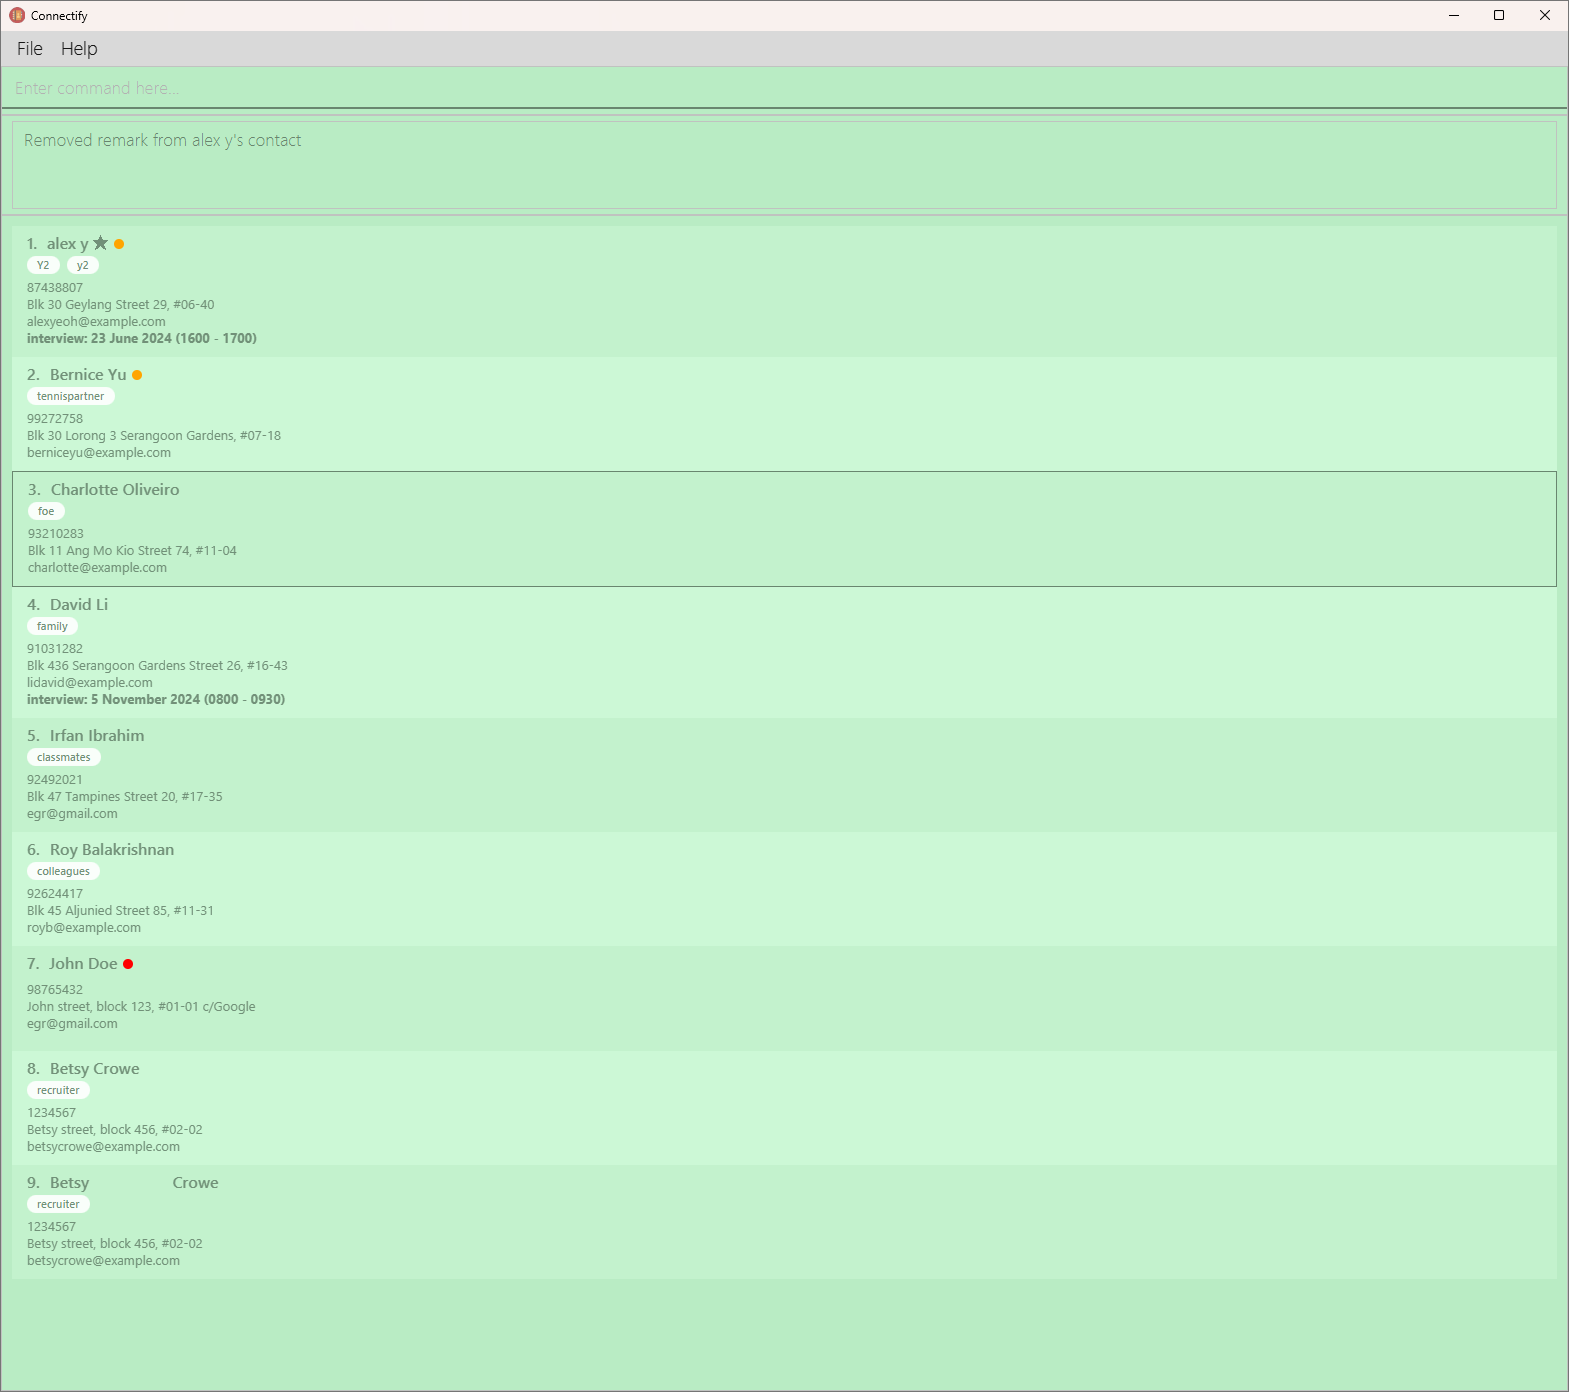 Connectify
File Help
Enter command here...
Removed remark from alex y's contact
1. alex y
Y2 y2
87438807
Blk 30 Geylang Street 29, #06-40
alexyeoh@example.com
interview: 23 June 2024 (1600 - 1700)
2. Bernice Yu
tennispartner
99272758
Blk 30 Lorong 3 Serangoon Gardens, #07-18
berniceyu@example.com
3. Charlotte Oliveiro
foe
93210283
Blk 11 Ang Mo Kio Street 74, #11-04
charlotte@example.com
4. David Li
family
91031282
Blk 436 Serangoon Gardens Street 26, #16-43
lidavid@example.com
interview: 5 November 2024 (0800 - 0930)
5. Irfan Ibrahim
classmates
92492021
Blk 47 Tampines Street 20, #17-35
egr@gmail.com
6. Roy Balakrishnan
colleagues
92624417
Blk 45 Aljunied Street 85, #11-31
royb@example.com
7. John Doe
98765432
John street, block 123, #01-01 c/Google
egr@gmail.com
8. Betsy Crowe
recruiter
1234567
Betsy street, block 456, #02-02
betsycrowe@example.com
9. Betsy Crowe
recruiter
1234567
Betsy street, block 456, #02-02
betsycrowe@example.com